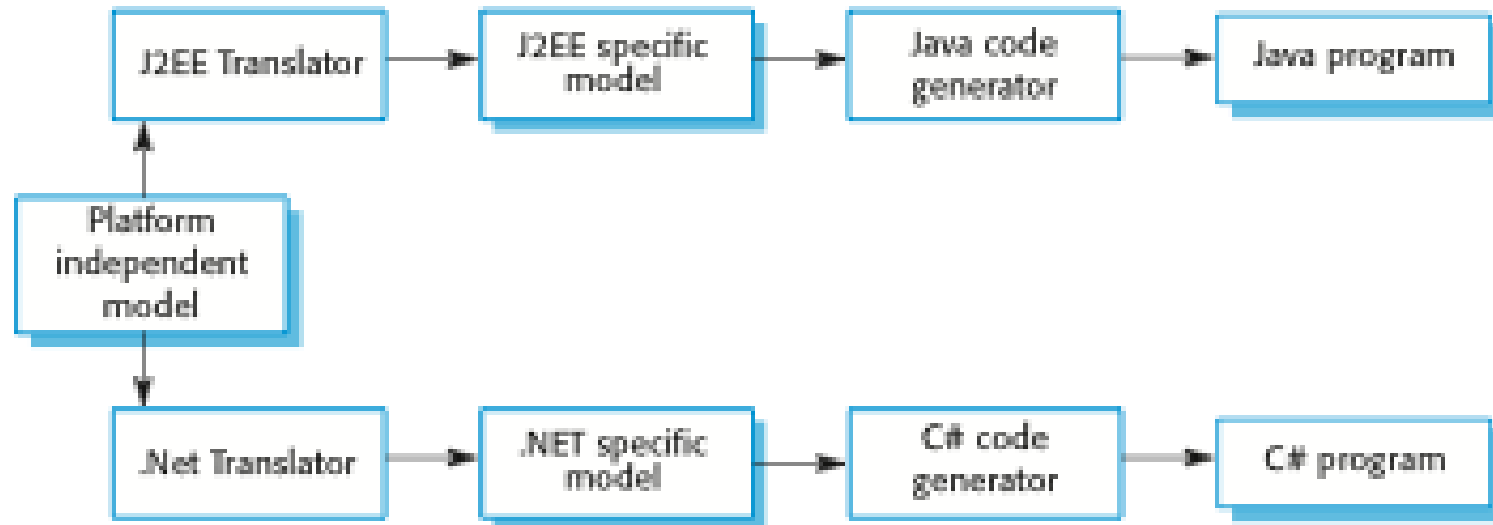 J2EE Translator
J2EE specific
model
Java code
generator
Java program
Platform
independent
model
.Net Translator
.NET specific
model
C# code
generator
C# program